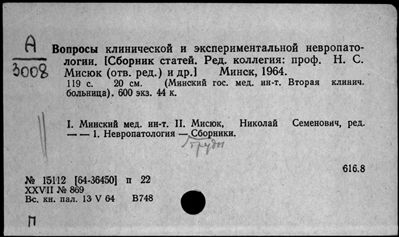 А
3008
Вопросы клинической и экспериментальной невропато-
логии. [Сборник статей. Ред. коллегия: проф. Н. С.
Мисюк (отв. ред.) и др.] Минск, 1964.
119 с. 20 см. (Минский гос. мед. ин-т. Вторая клинич.
больница). 600 экз. 44 к.
I. Минский мед. ин-т. II. Мисюк, Николай Семенович, ред.
— — 1. Невропатология — Сборники.
труды
616.8
№ 15112 [64-36450] п 22
XXVII № 869
Вс. кн. пал. 13 V 64 В748
П